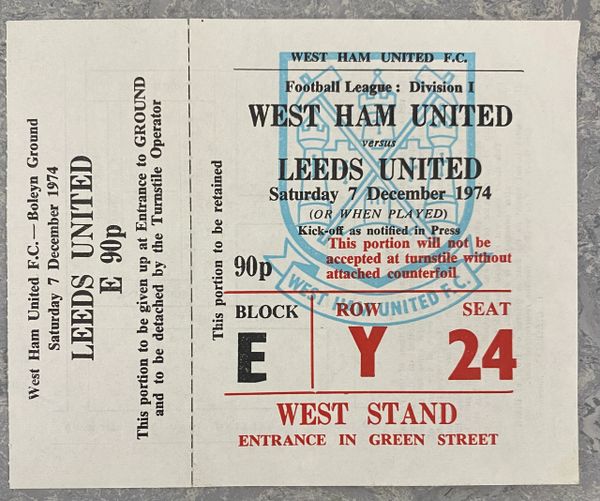 West Ham United F.C. — Boleyn Ground
Saturday 7 December 1974
LEEDS UNITED
E 90p
This portion to be given up at Entrance to GROUND
and to be detached by the Turnstile Operator
This portion to be retained
WEST HAM UNITED F.C.
Football League : Division I
WEST HAM UNITED
versus
LEEDS UNITED
Saturday 7 December 1974
(OR WHEN PLAYED)
Kick-off as notified in Press
90p
This portion will not be
accepted at turnstile without
attached counterfoil
WEST HAM UNITED F.C.
BLOCK ROW SEAT
E Y 24
WEST STAND
ENTRANCE IN GREEN STREET